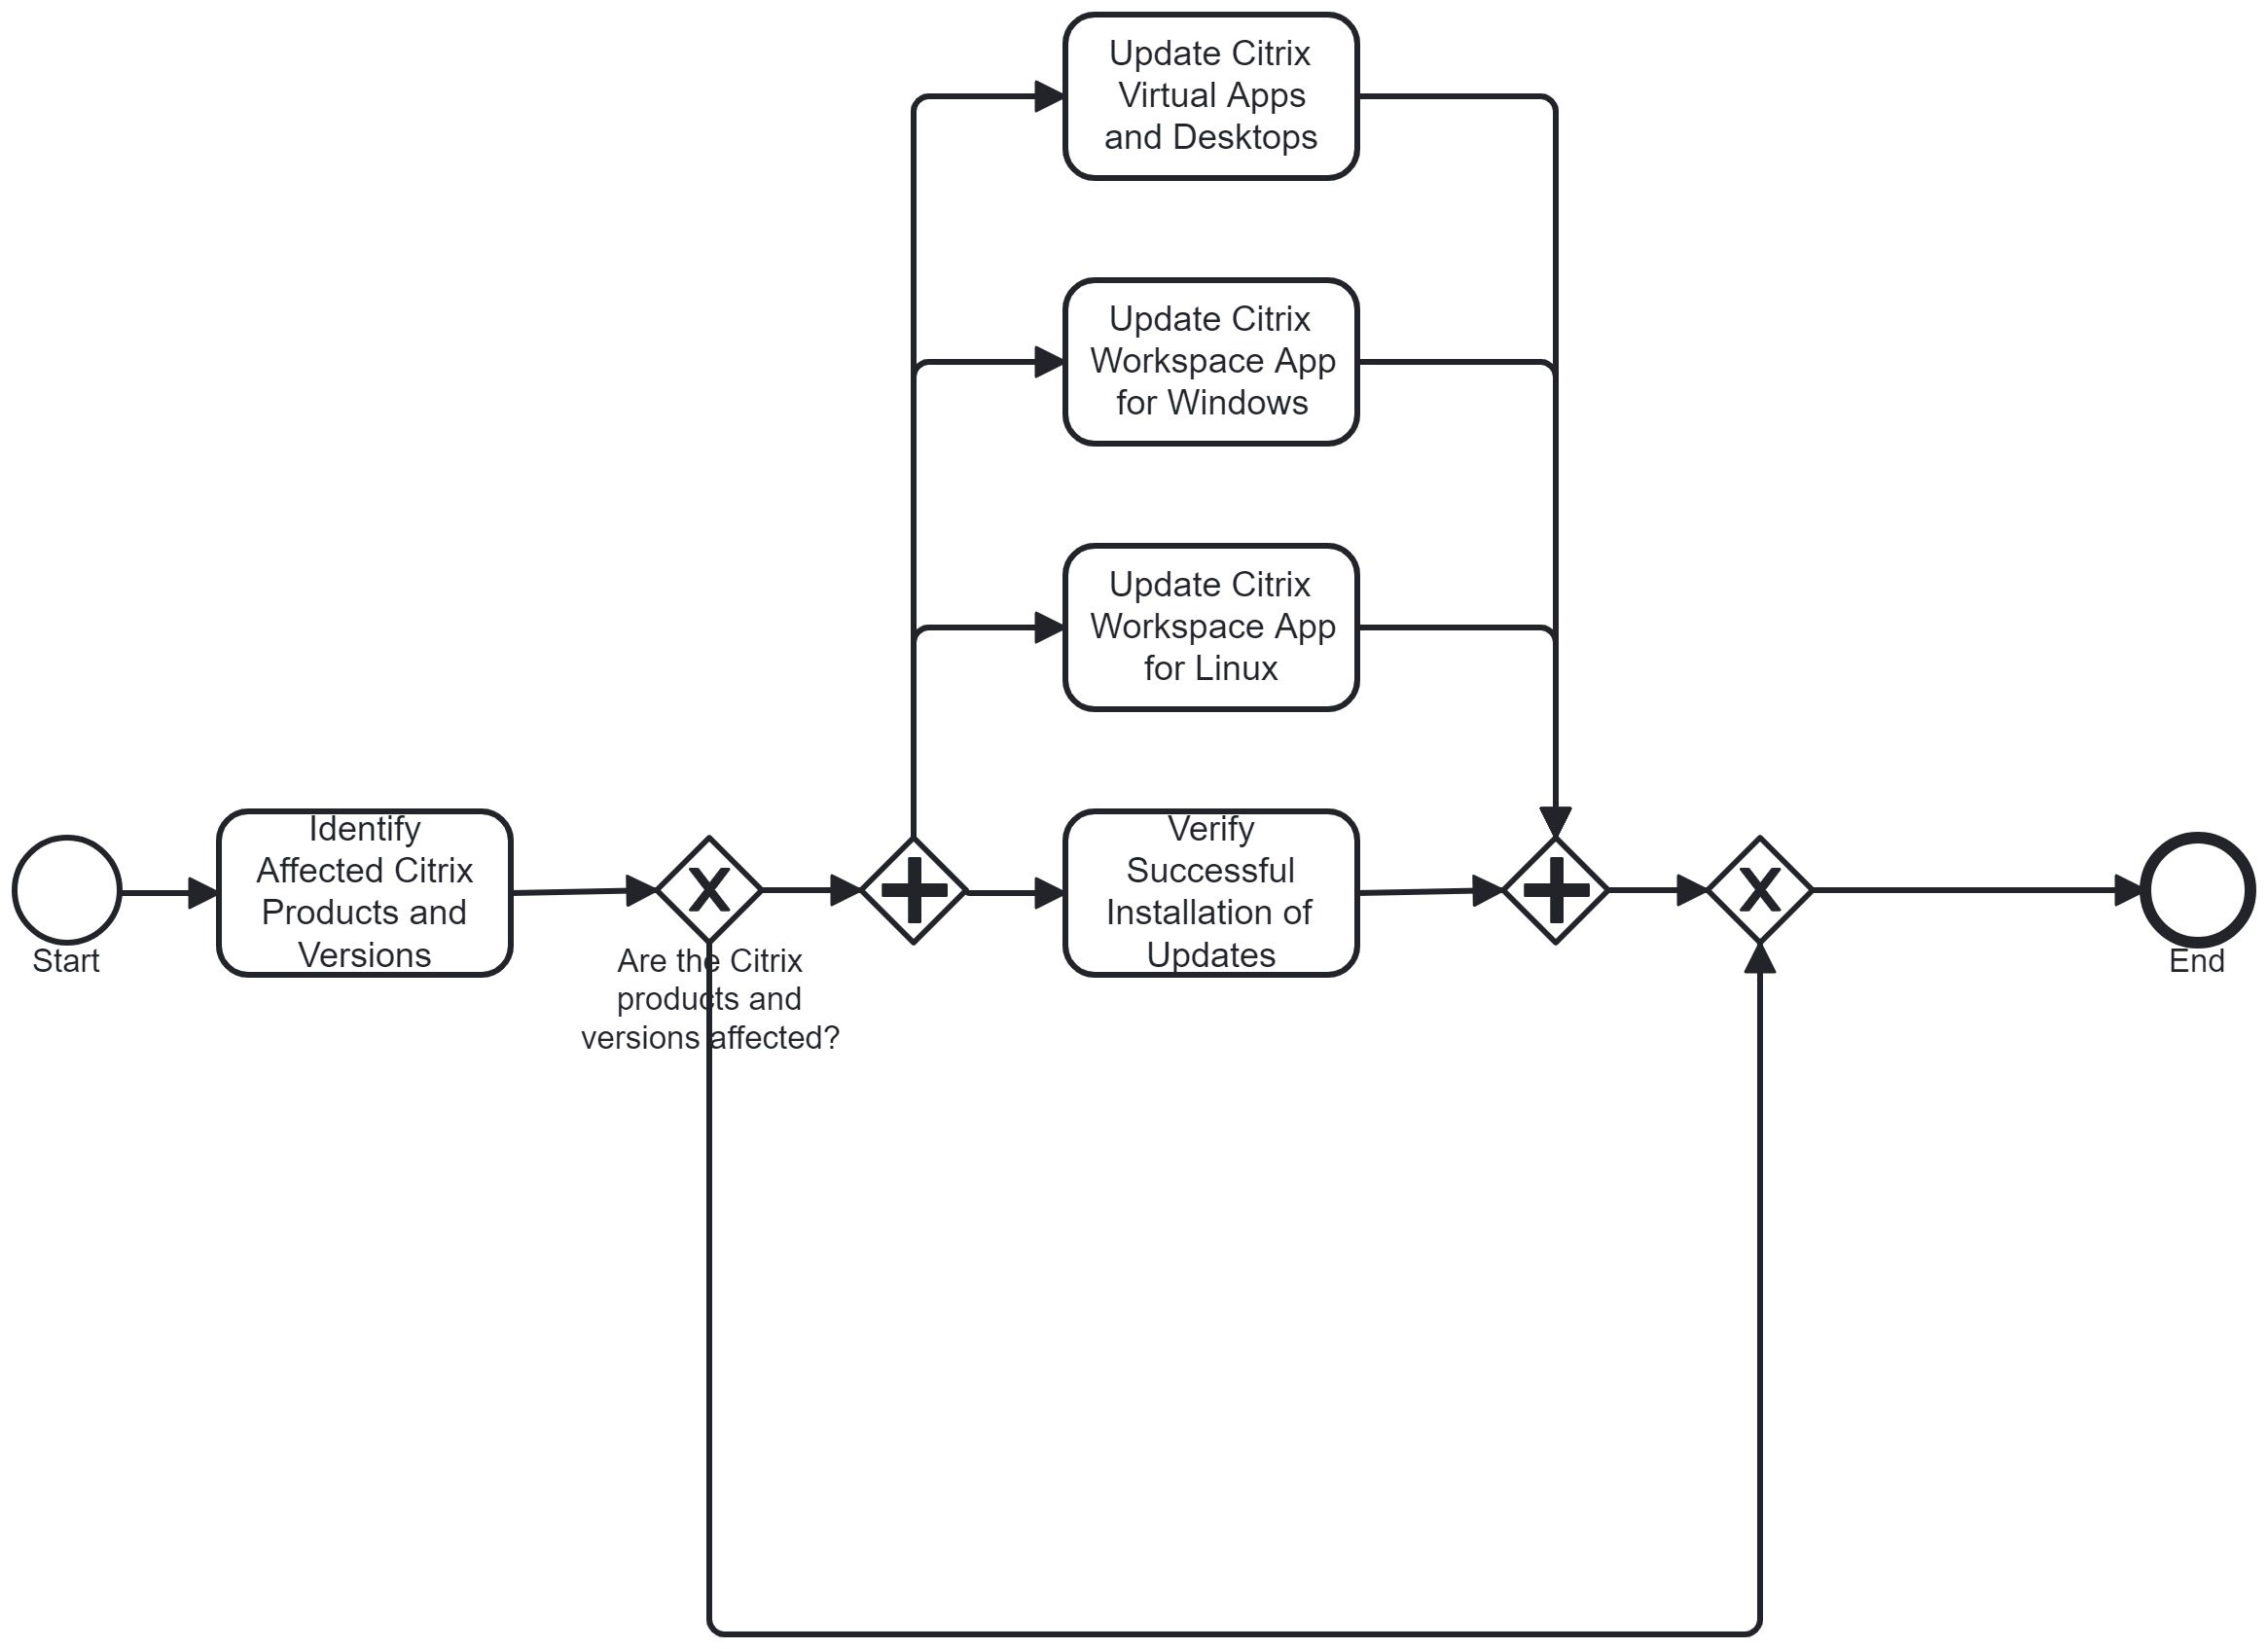 Update Citrix
Virtual Apps
and Desktops
Update Citrix
Workspace App
for Windows
Update Citrix
Workspace App
for Linux
Start
Identify
Affected Citrix
Products and
Versions
Are the Citrix
products and
versions affected?
Verify
Successful
Installation of
Updates
End